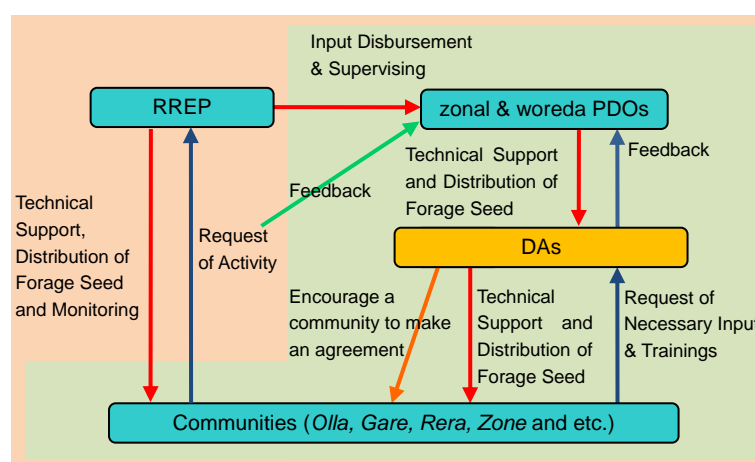 Input Disbursement
& Supervising
RREP
zonal & woreda PDOs
Technical Support
and Distribution of
Forage Seed
Feedback
Feedback
Technical
Support,
Distribution of
Forage Seed
and Monitoring
Request
of Activity
DAs
Encourage a
community to make
an agreement
Technical
Support and
Distribution of
Forage Seed
Request of
Necessary Input
& Trainings
Communities (Olla, Gare, Rera, Zone and etc.)